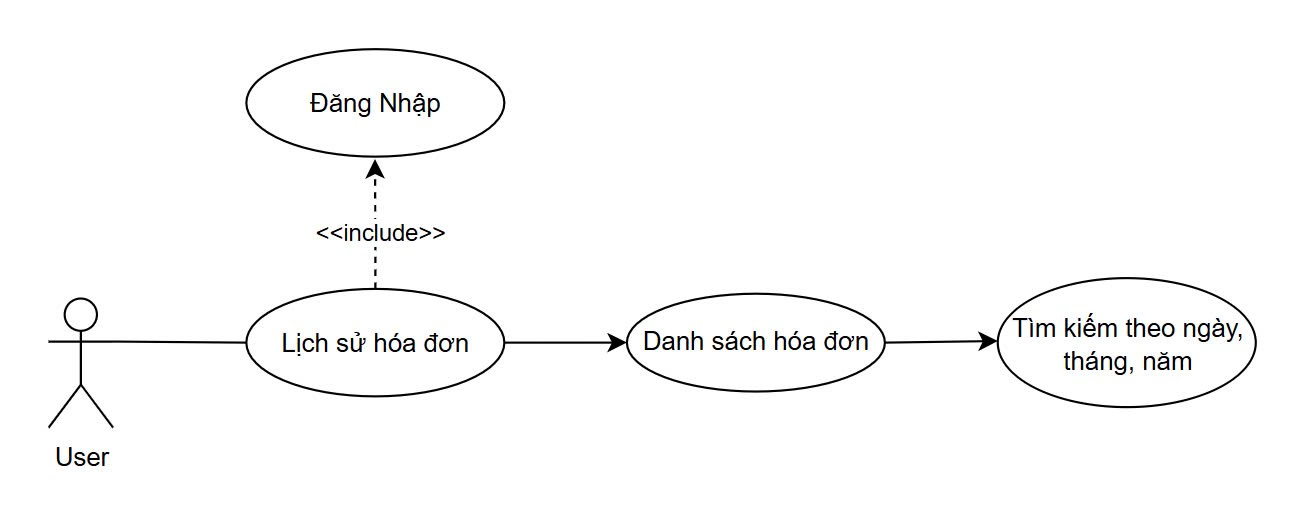 Đăng Nhập
<<include>>
Lịch sử hóa đơn
Danh sách hóa đơn
Tìm kiếm theo ngày,
tháng, năm
User